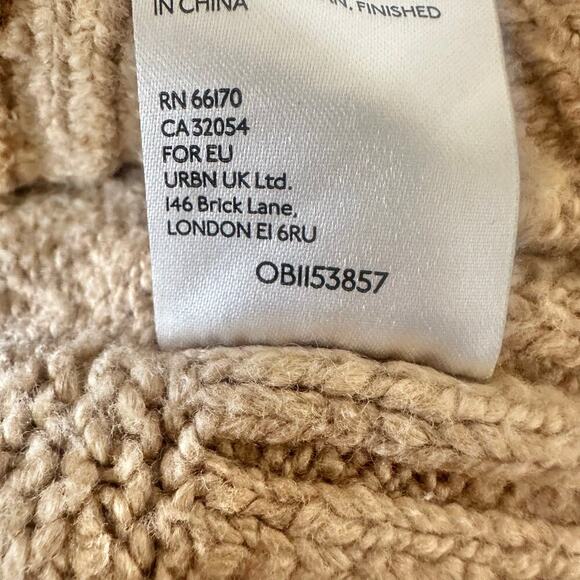 IN CHINA
FINISHED
RN 66170
CA 32054
FOR EU
URBN UK Ltd.
146 Brick Lane,
LONDON E1 6RU
OB1153857